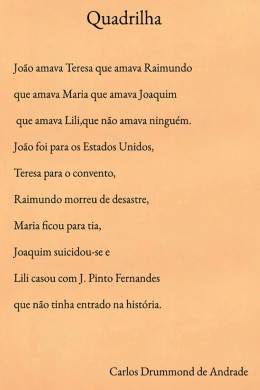 Quadrilha
João amava Teresa que amava Raimundo
que amava Maria que amava Joaquim
que amava Lili,que não amava ninguém.
João foi para os Estados Unidos,
Teresa para o convento,
Raimundo morreu de desastre,
Maria ficou para tia,
Joaquim suicidou-se e
Lili casou com J. Pinto Fernandes
que não tinha entrado na história.
Carlos Drummond de Andrade